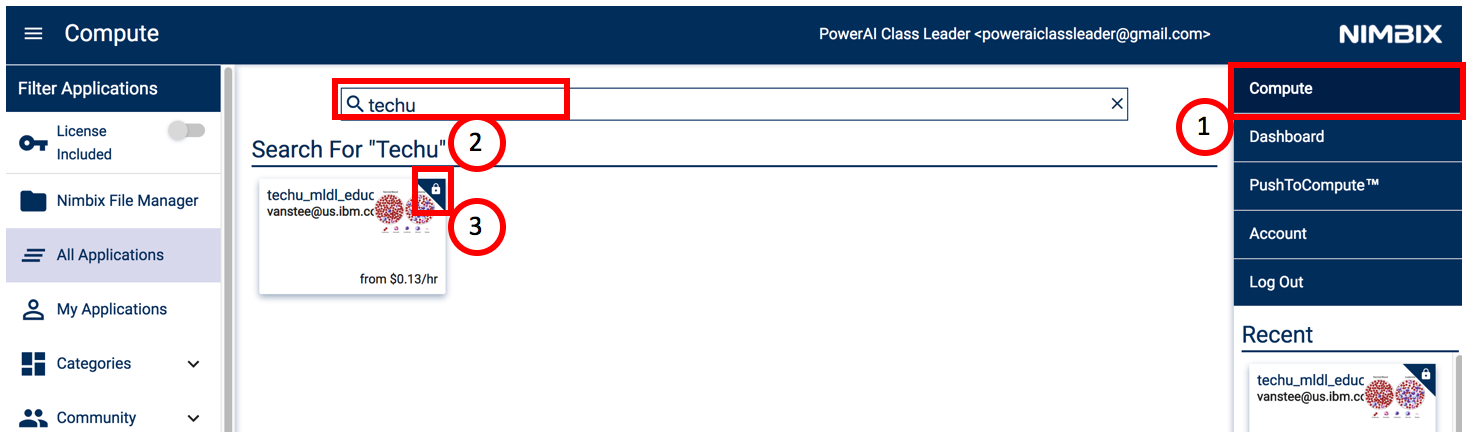 Compute
PowerAI Class Leader <poweraiclassleader@gmail.com>
NIMBIX
Filter Applications
License
Included
Nimbix File Manager
All Applications
My Applications
Categories
Community
techu
2
Search For "Techu"
techu_mldl_educ
vanstee@us.ibm.co
3
from $0.13/hr
1
Compute
Dashboard
PushToCompute™
Account
Log Out
Recent
techu_mldl_educ
vanstee@us.ibm.co